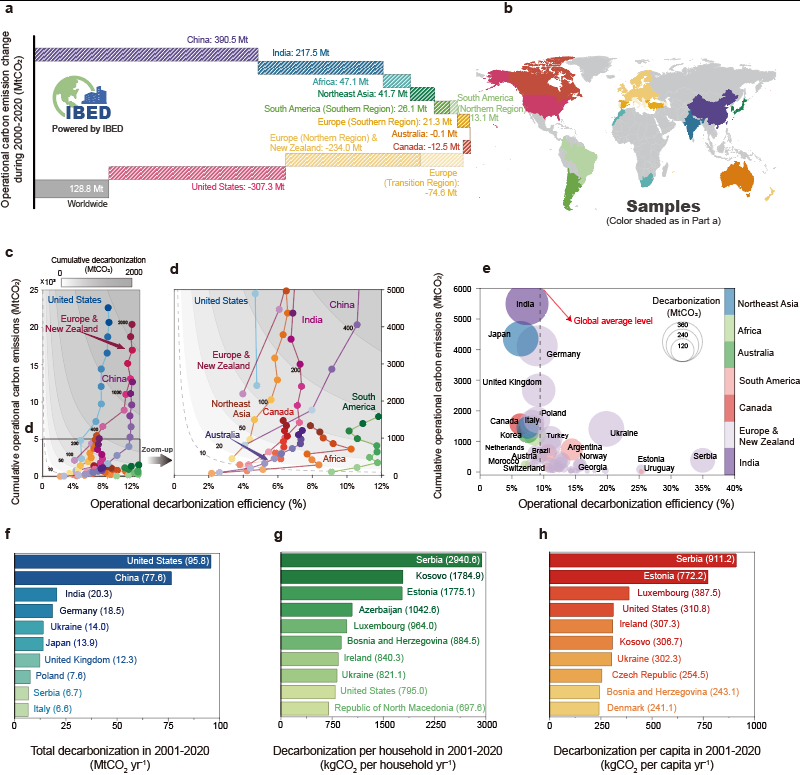 a
b
Operational carbon emission change
during 2000-2020 (MtCO₂)
China: 390.5 Mt
India: 217.5 Mt
Africa: 47.1 Mt
Northeast Asia: 41.7 Mt
South America (Southern Region): 26.1 Mt
South America
(Northern Region):
13.1 Mt
Europe (Southern Region): 21.3 Mt
Australia: -0.1 Mt
Canada: -12.5 Mt
Europe (Northern Region) &
New Zealand: -234.0 Mt
Europe
(Transition Region):
-74.6 Mt
United States: -307.3 Mt
128.8 Mt
Worldwide
IBED
Powered by IBED
Samples
(Color shaded as in Part a)
c
Cumulative decarbonization
(MtCO₂)
0 2000
x10³
Cumulative operational carbon emissions (MtCO₂)
25
20
15
10
5
0
United States
Europe &
New Zealand
China
3000
1000
400
200
100
50
10
d
0 4% 8% 12%
Zoom-up
d
United States
China
India
400
200
Europe &
New Zealand
Northeast
Asia
Canada
South
America
Australia
Africa
100
50
20
10
5000
4000
3000
2000
1000
0
0 2% 4% 6% 8% 10% 12%
Operational decarbonization efficiency (%)
e
Cumulative operational carbon emissions (MtCO₂)
6000
5000
4000
3000
2000
1000
0
India
Global average level
Decarbonization
(MtCO₂)
360
240
120
Japan
Germany
United Kingdom
Poland
Canada
Italy
Korea
Turkey
Ukraine
Netherlands
Brazil
Argentina
Austria
Norway
Morocco
Switzerland
Georgia
Estonia
Uruguay
Serbia
Northeast Asia
Africa
Australia
South America
Canada
Europe &
New Zealand
India
0 5% 10% 15% 20% 25% 30% 35% 40%
Operational decarbonization efficiency (%)
f
United States (95.8)
China (77.6)
India (20.3)
Germany (18.5)
Ukraine (14.0)
Japan (13.9)
United Kingdom (12.3)
Poland (7.6)
Serbia (6.7)
Italy (6.6)
0 25 50 75 100
Total decarbonization in 2001-2020
(MtCO₂ yr⁻¹)
g
Serbia (2940.6)
Kosovo (1784.9)
Estonia (1775.1)
Azerbaijan (1042.6)
Luxembourg (964.0)
Bosnia and Herzegovina (884.5)
Ireland (840.3)
Ukraine (821.1)
United States (795.0)
Republic of North Macedonia (697.6)
0 750 1500 2250 3000
Decarbonization per household in 2001-2020
(kgCO₂ per household yr⁻¹)
h
Serbia (911.2)
Estonia (772.2)
Luxembourg (387.5)
United States (310.8)
Ireland (307.3)
Kosovo (306.7)
Ukraine (302.3)
Czech Republic (254.5)
Bosnia and Herzegovina (243.1)
Denmark (241.1)
0 250 500 750 1000
Decarbonization per capita in 2001-2020
(kgCO₂ per capita yr⁻¹)